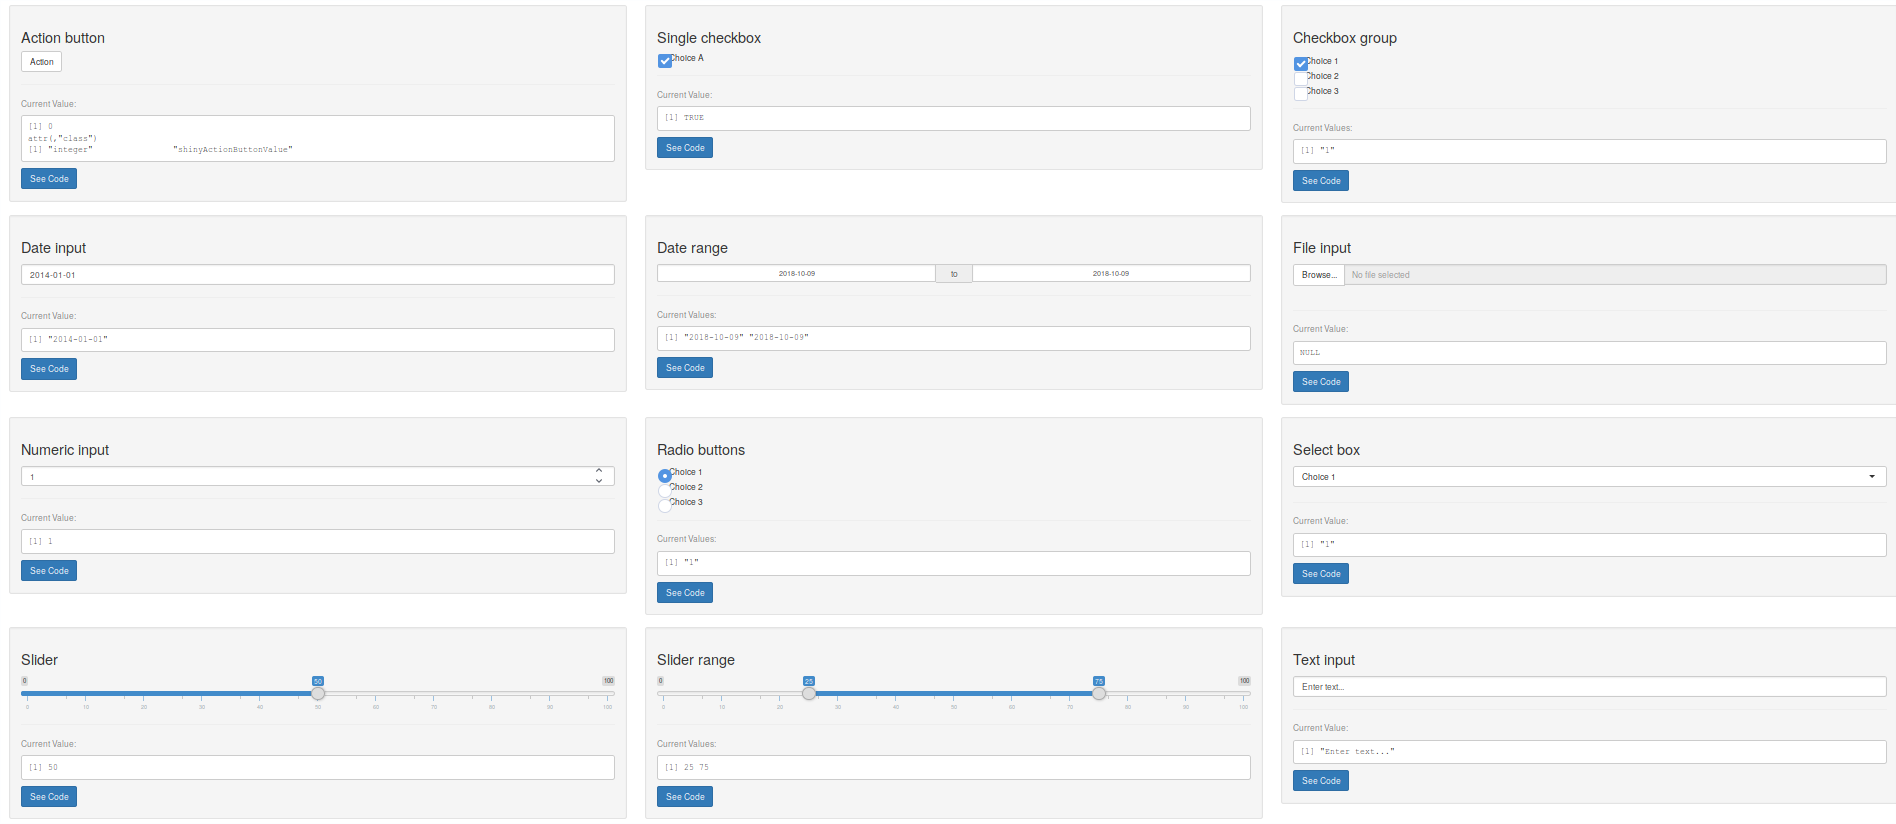 Action button
Action
Current Value:
[1] 0
attr(,"class")
[1] "integer"                "shinyActionButtonValue"
See Code
Single checkbox
Choice A
Current Value:
[1] TRUE
See Code
Checkbox group
Choice 1
Choice 2
Choice 3
Current Values:
[1] "1"
See Code
Date input
2014-01-01
Current Value:
[1] "2014-01-01"
See Code
Date range
2018-10-09 to 2018-10-09
Current Values:
[1] "2018-10-09" "2018-10-09"
See Code
File input
Browse... No file selected
Current Value:
NULL
See Code
Numeric input
1
Current Value:
[1] 1
See Code
Radio buttons
Choice 1
Choice 2
Choice 3
Current Values:
[1] "1"
See Code
Select box
Choice 1
Current Value:
[1] "1"
See Code
Slider
0 50 100
0 10 20 30 40 50 60 70 80 90 100
Current Value:
[1] 50
See Code
Slider range
0 25 75 100
0 10 20 30 40 50 60 70 80 90 100
Current Values:
[1] 25 75
See Code
Text input
Enter text...
Current Value:
[1] "Enter text..."
See Code